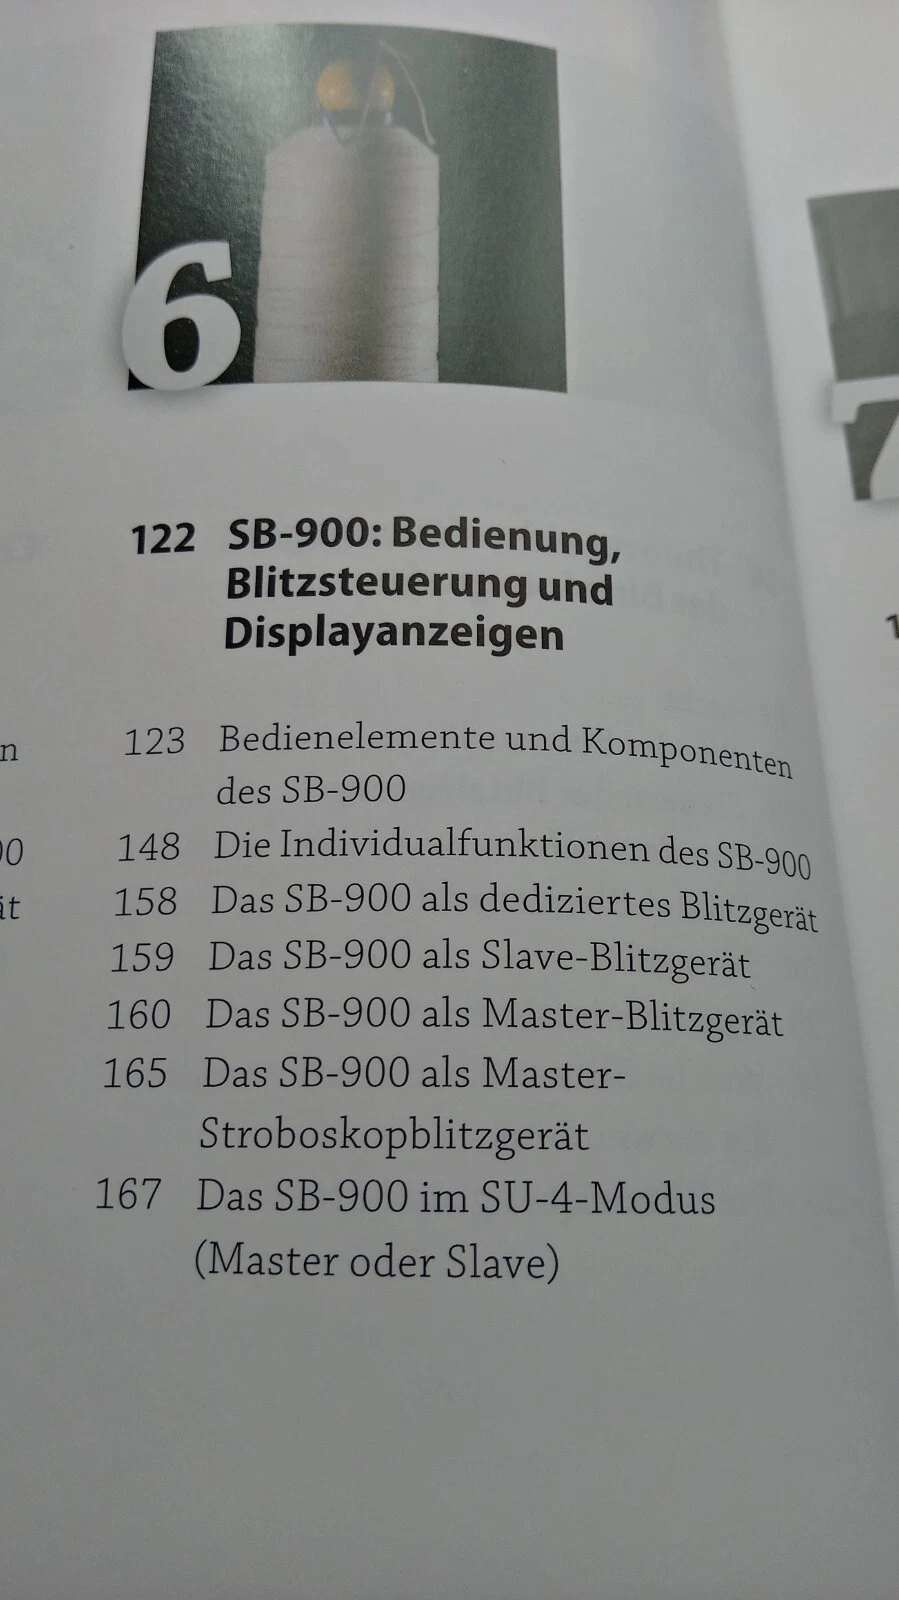 6
122 SB-900: Bedienung,
Blitzsteuerung und
Displayanzeigen
123 Bedienelemente und Komponenten
des SB-900
148 Die Individualfunktionen des SB-900
158 Das SB-900 als dediziertes Blitzgerät
159 Das SB-900 als Slave-Blitzgerät
160 Das SB-900 als Master-Blitzgerät
165 Das SB-900 als Master-
Stroboskopblitzgerät
167 Das SB-900 im SU-4-Modus
(Master oder Slave)
7